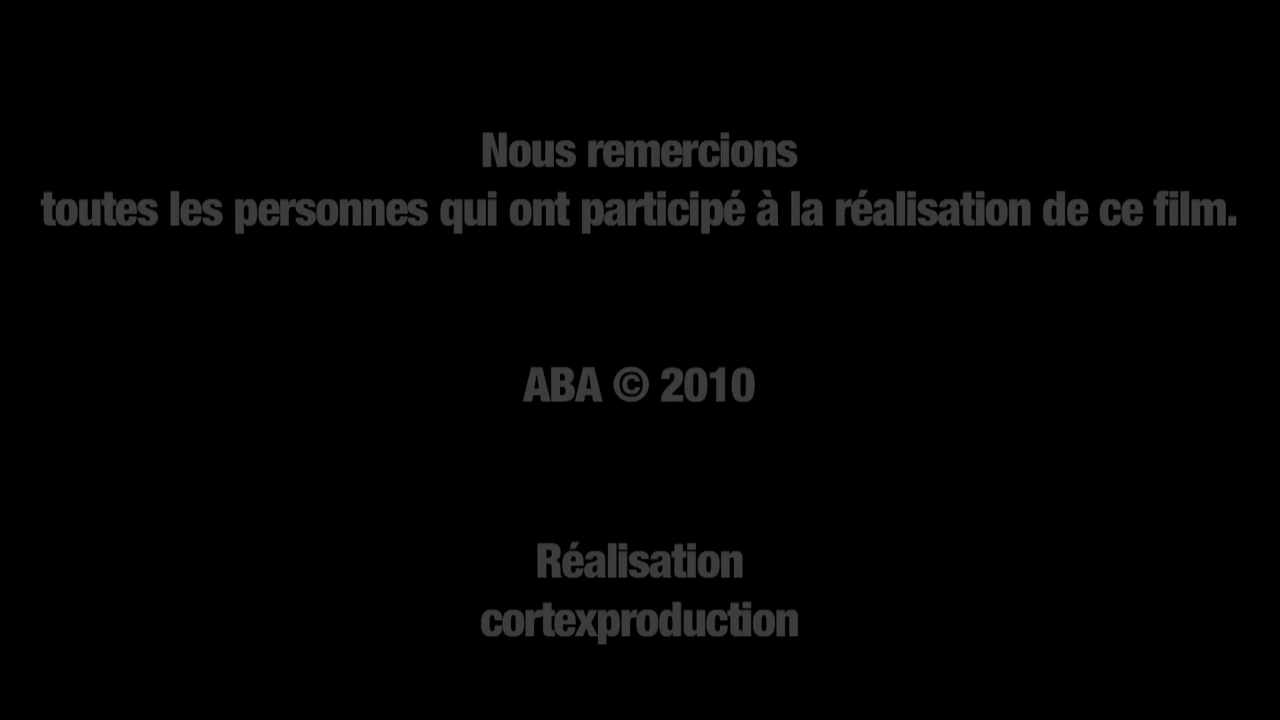 Nous remercions
toutes les personnes qui ont participé à la réalisation de ce film.
ABA © 2010
Réalisation
cortexproduction